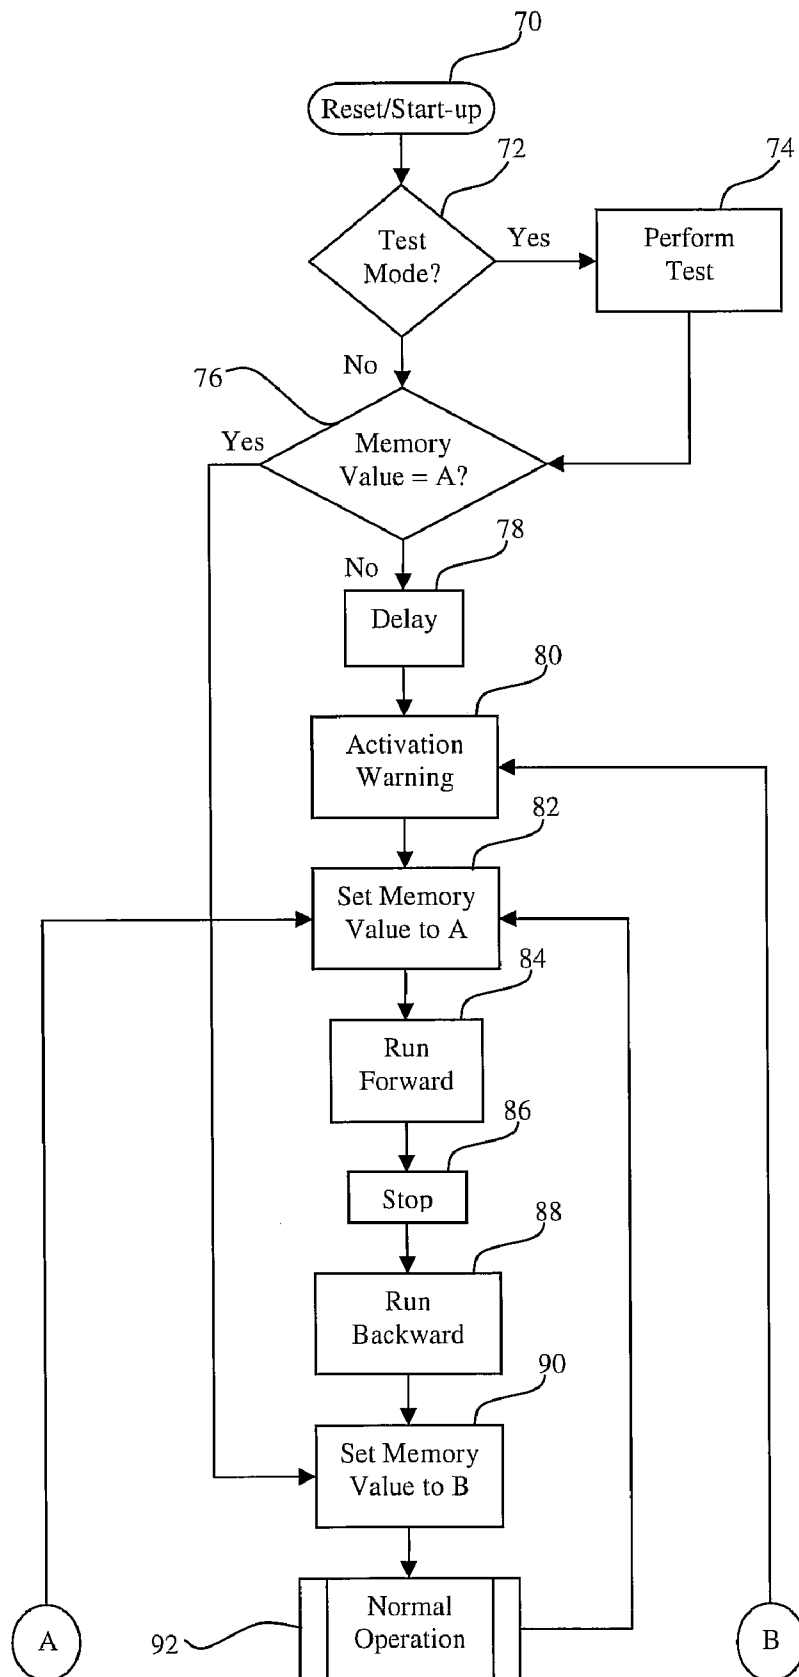 70
Reset/Start-up
72
74
Test
Mode?
Yes
Perform
Test
No
76
Yes
Memory
Value = A?
78
No
Delay
80
Activation
Warning
82
Set Memory
Value to A
84
Run
Forward
86
Stop
88
Run
Backward
90
Set Memory
Value to B
Normal
Operation
A
92
B